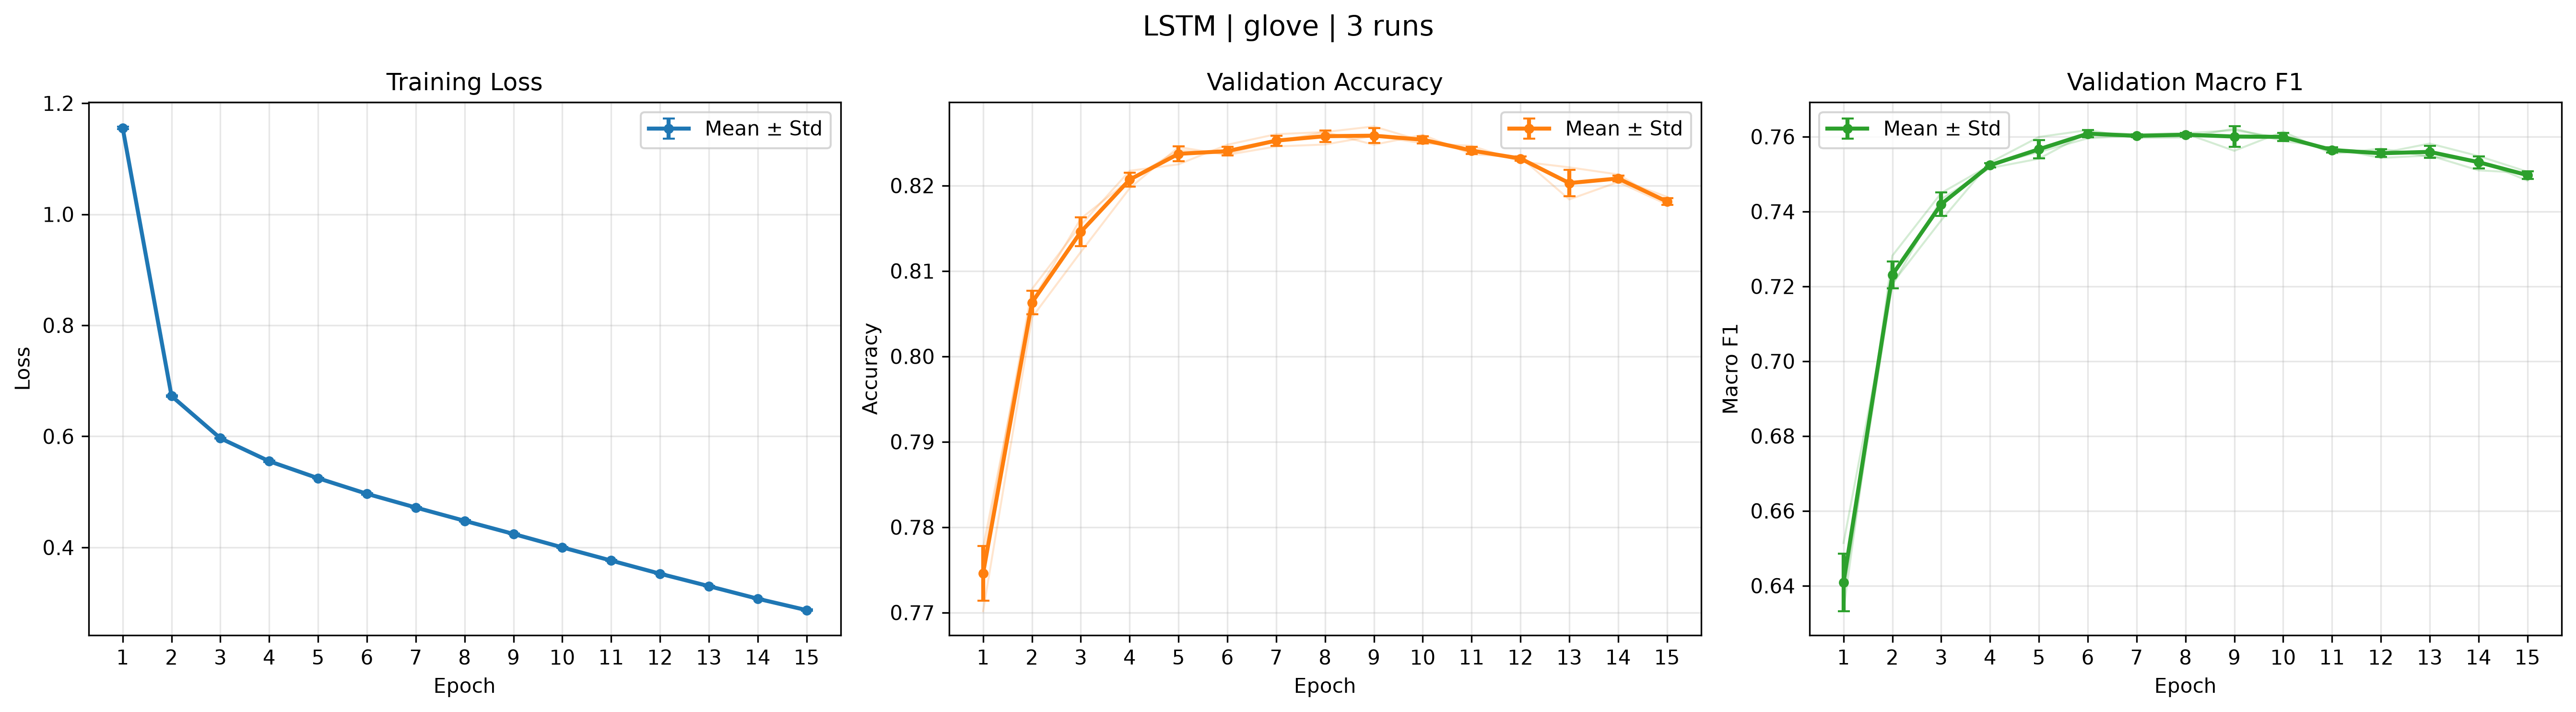 LSTM | glove | 3 runs
Training Loss
Loss
1.2
1.0
0.8
0.6
0.4
Mean ± Std
1 2 3 4 5 6 7 8 9 10 11 12 13 14 15
Epoch
Validation Accuracy
Accuracy
0.82
0.81
0.80
0.79
0.78
0.77
Mean ± Std
1 2 3 4 5 6 7 8 9 10 11 12 13 14 15
Epoch
Validation Macro F1
Macro F1
0.76
0.74
0.72
0.70
0.68
0.66
0.64
Mean ± Std
1 2 3 4 5 6 7 8 9 10 11 12 13 14 15
Epoch